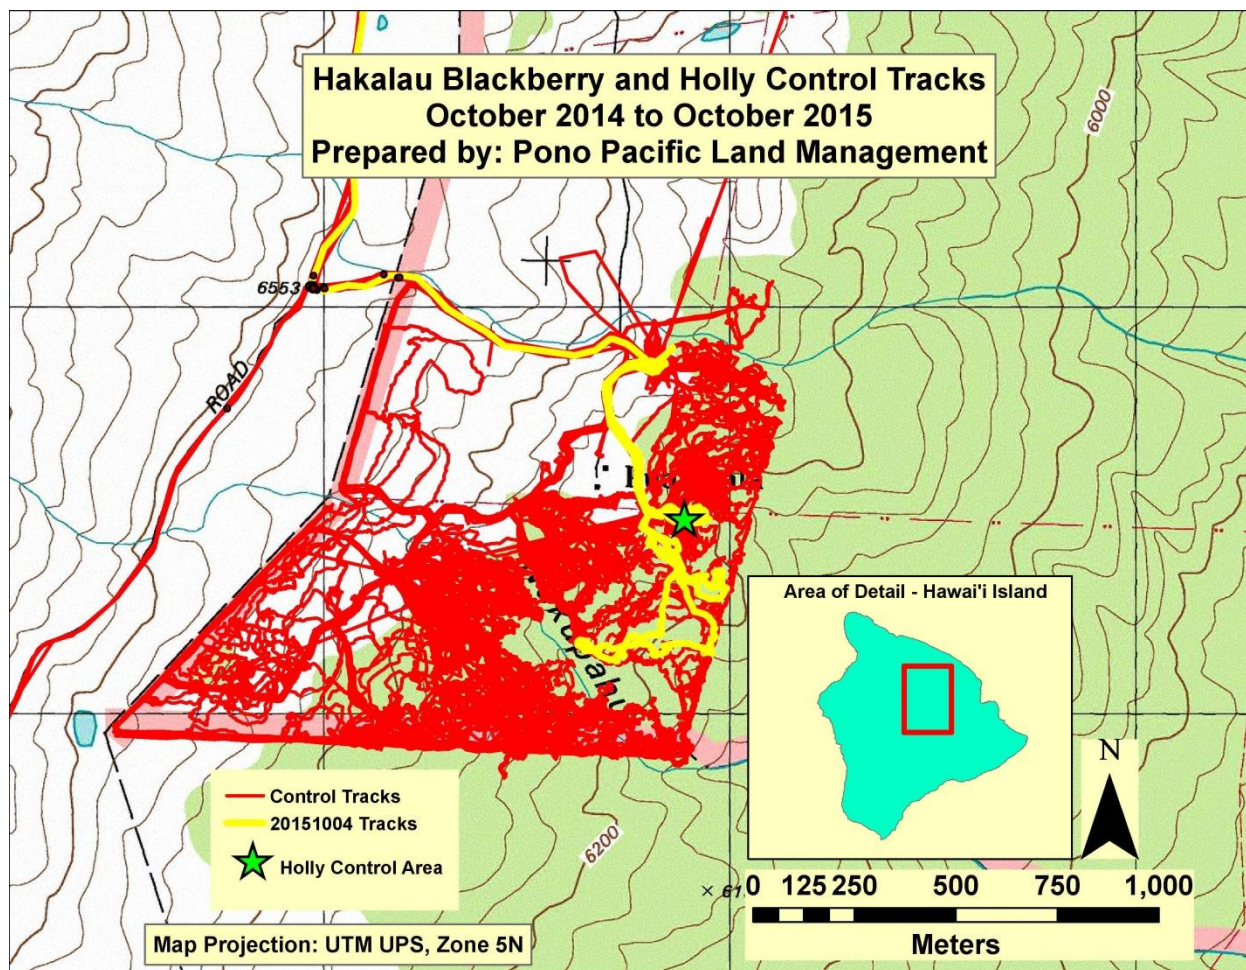 Hakalau Blackberry and Holly Control Tracks
October 2014 to October 2015
Prepared by: Pono Pacific Land Management
6000
6553
ROAD
Area of Detail - Hawai'i Island
Control Tracks
20151004 Tracks
Holly Control Area
6200
N
0 125 250 500 750 1,000
Meters
Map Projection: UTM UPS, Zone 5N